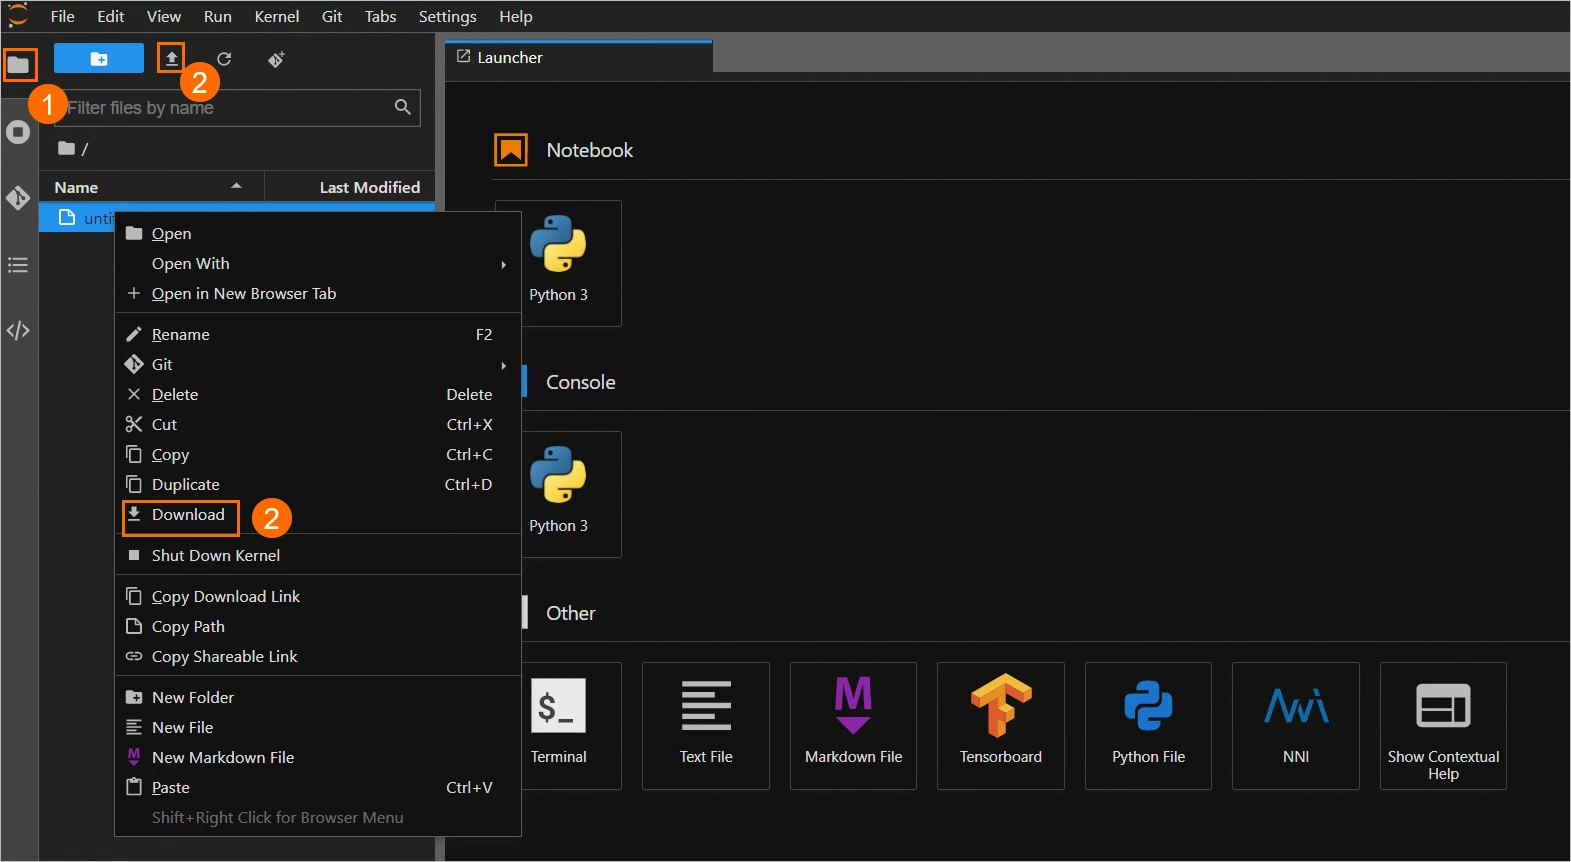 File Edit View Run Kernel Git Tabs Settings Help
2
Launcher
1
Filter files by name
/
Notebook
Name Last Modified
Open
Open With
Open in New Browser Tab
Python 3
Rename F2
Git
Console
Delete Delete
Cut Ctrl+X
Copy Ctrl+C
Duplicate Ctrl+D
Download 2
Python 3
Shut Down Kernel
Copy Download Link
Other
Copy Path
Copy Shareable Link
New Folder
New File
M New Markdown File
Paste Ctrl+V
Shift+Right Click for Browser Menu
$_
M
Terminal
Text File
Markdown File
Tensorboard
Python File
NNI
Show Contextual
Help